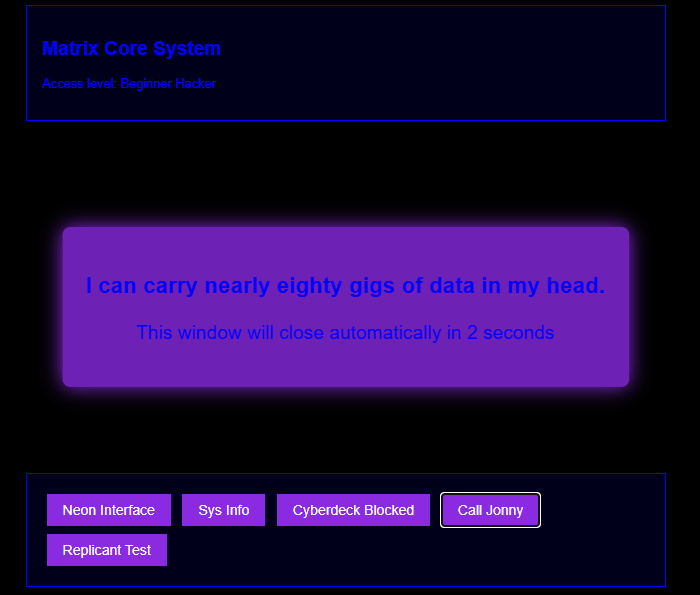 Matrix Core System
Access level: Beginner Hacker
I can carry nearly eighty gigs of data in my head.
This window will close automatically in 2 seconds
Neon Interface
Sys Info
Cyberdeck Blocked
Call Jonny
Replicant Test